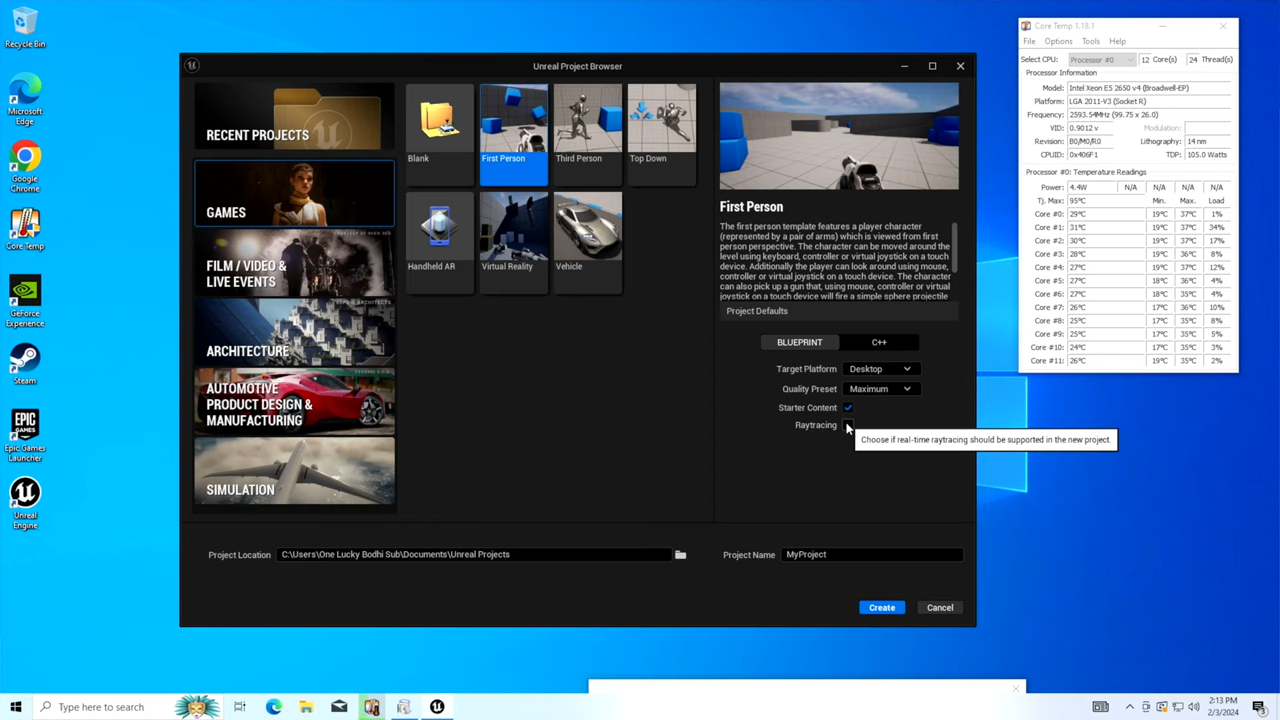 Recycle Bin
Microsoft
Edge
Google
Chrome
Core Temp
GeForce
Experience
Steam
Epic Games
Launcher
Unreal
Engine
Unreal Project Browser
RECENT PROJECTS
GAMES
FILM / VIDEO &
LIVE EVENTS
ARCHITECTURE
AUTOMOTIVE
PRODUCT DESIGN &
MANUFACTURING
SIMULATION
Blank
First Person
Third Person
Top Down
Handheld AR
Virtual Reality
Vehicle
First Person
The first person template features a player character
(represented by a pair of arms) which is viewed from first
person perspective. The character can be moved around the
level using keyboard, controller or virtual joystick on a touch
device. Additionally the player can look around using mouse,
controller or virtual joystick on a touch device. The character
can also pick up a gun that, using mouse, controller or virtual
joystick on a touch device will fire a simple sphere projectile
Project Defaults
BLUEPRINT C++
Target Platform Desktop
Quality Preset Maximum
Starter Content
Raytracing
Choose if real-time raytracing should be supported in the new project.
Project Location C:\Users\One Lucky Bodhi Sub\Documents\Unreal Projects
Project Name MyProject
Create Cancel
Core Temp 1.18.1
File Options Tools Help
Select CPU: Processor #0 12 Core(s) 24 Thread(s)
Processor Information
Model: Intel Xeon E5 2650 v4 (Broadwell-EP)
Platform: LGA 2011-V3 (Socket R)
Frequency: 2593.54MHz (99.75 x 26.0)
VID: 0.9012 v Modulation:
Revision: B0/M0/R0 Lithography: 14 nm
CPUID: 0x406F1 TDP: 105.0 Watts
Processor #0: Temperature Readings
Power: 4.4W N/A N/A N/A N/A
Tj. Max: 95°C Min. Max. Load
Core #0: 29°C 19°C 37°C 1%
Core #1: 31°C 19°C 37°C 34%
Core #2: 30°C 19°C 37°C 17%
Core #3: 28°C 19°C 36°C 8%
Core #4: 27°C 19°C 37°C 12%
Core #5: 27°C 19°C 36°C 4%
Core #6: 27°C 18°C 35°C 4%
Core #7: 26°C 17°C 36°C 10%
Core #8: 25°C 17°C 35°C 8%
Core #9: 25°C 17°C 35°C 5%
Core #10: 24°C 17°C 35°C 3%
Core #11: 26°C 19°C 35°C 2%
Type here to search
2:13 PM
2/3/2024